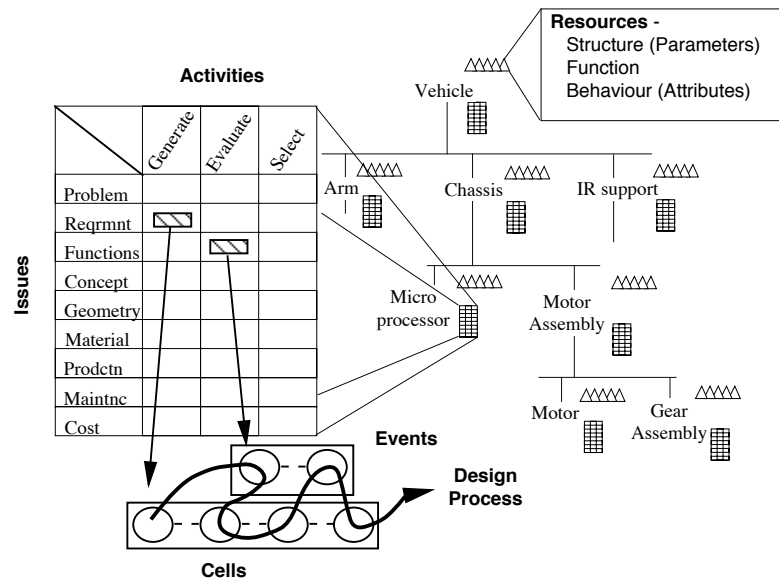 Resources -
Structure (Parameters)
Function
Behaviour (Attributes)
Activities
Vehicle
Generate
Evaluate
Select
Arm
Chassis
IR support
Issues
Problem
Reqrmnt
Functions
Concept
Geometry
Material
Prodctn
Maintnc
Cost
Micro
processor
Motor
Assembly
Motor
Gear
Assembly
Events
Design
Process
Cells